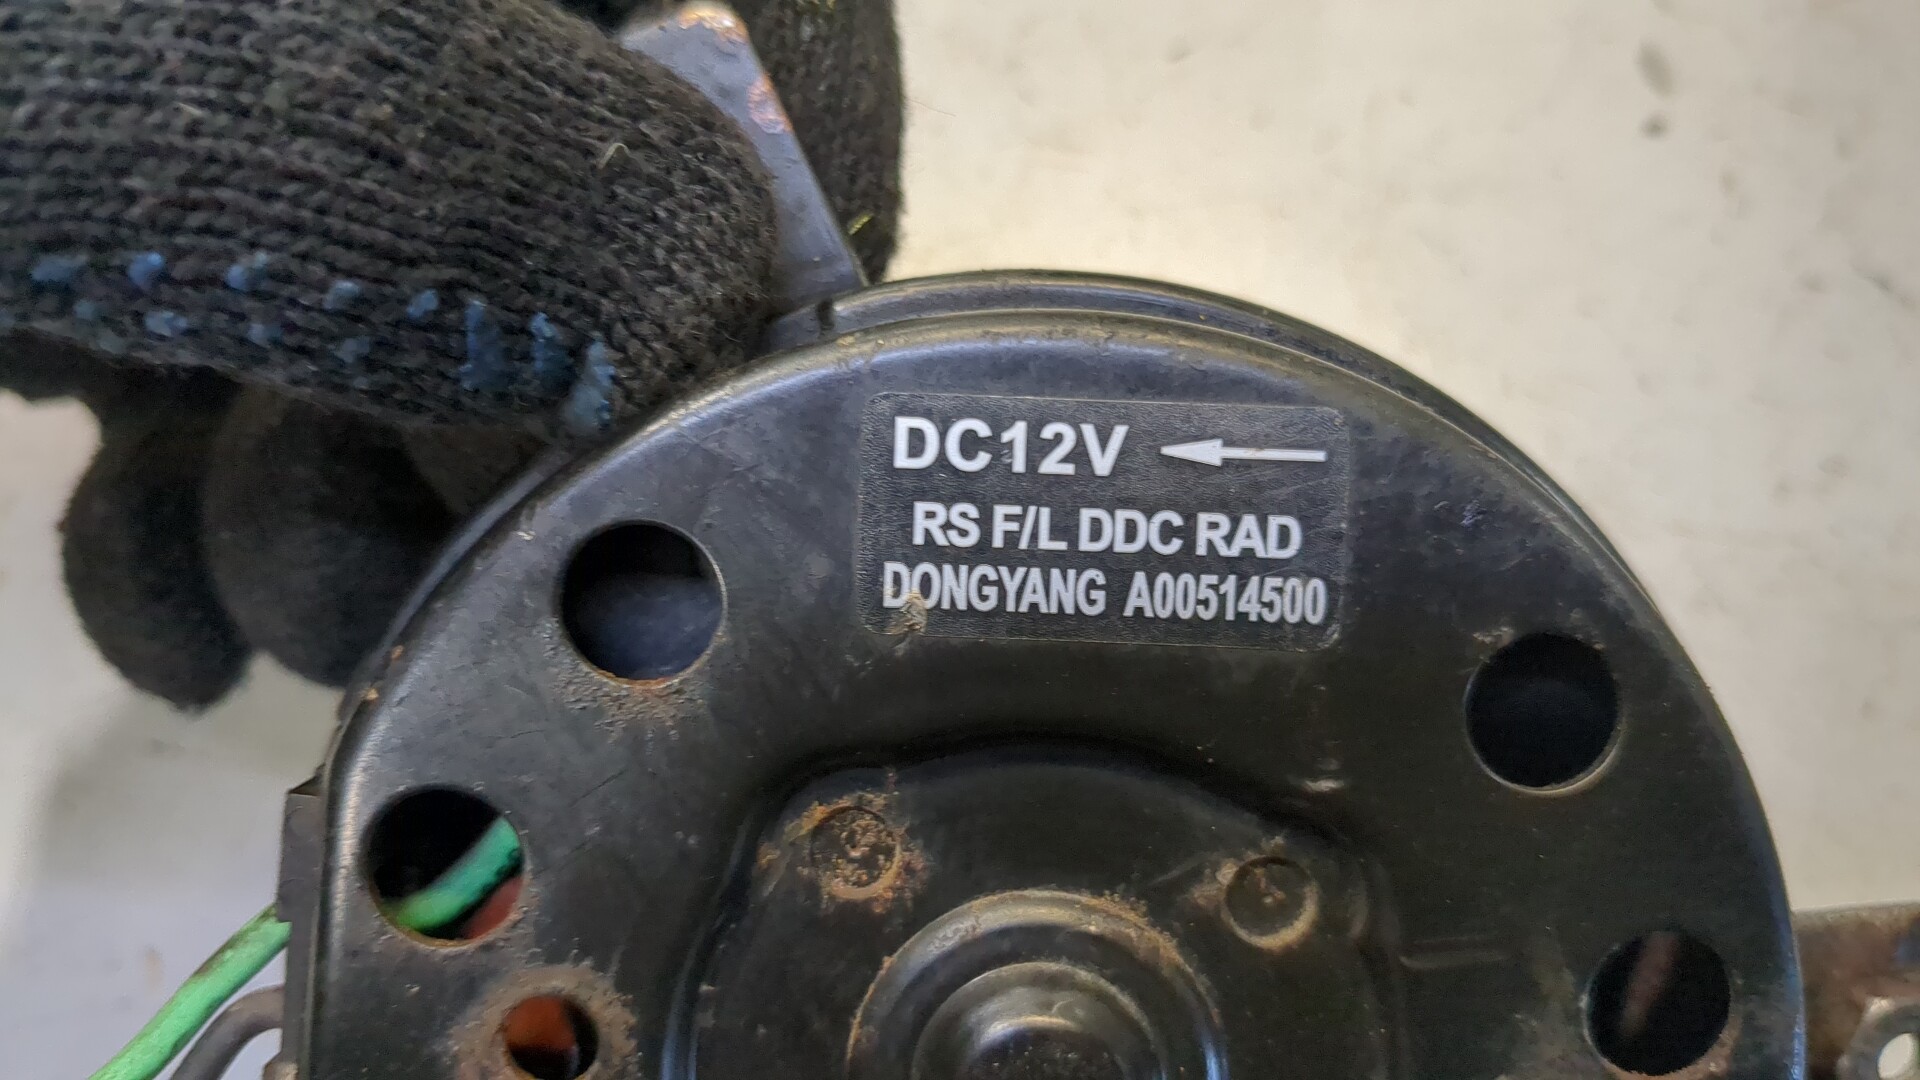 DC12V
RS F/L DDC RAD
DONGYANG A00514500